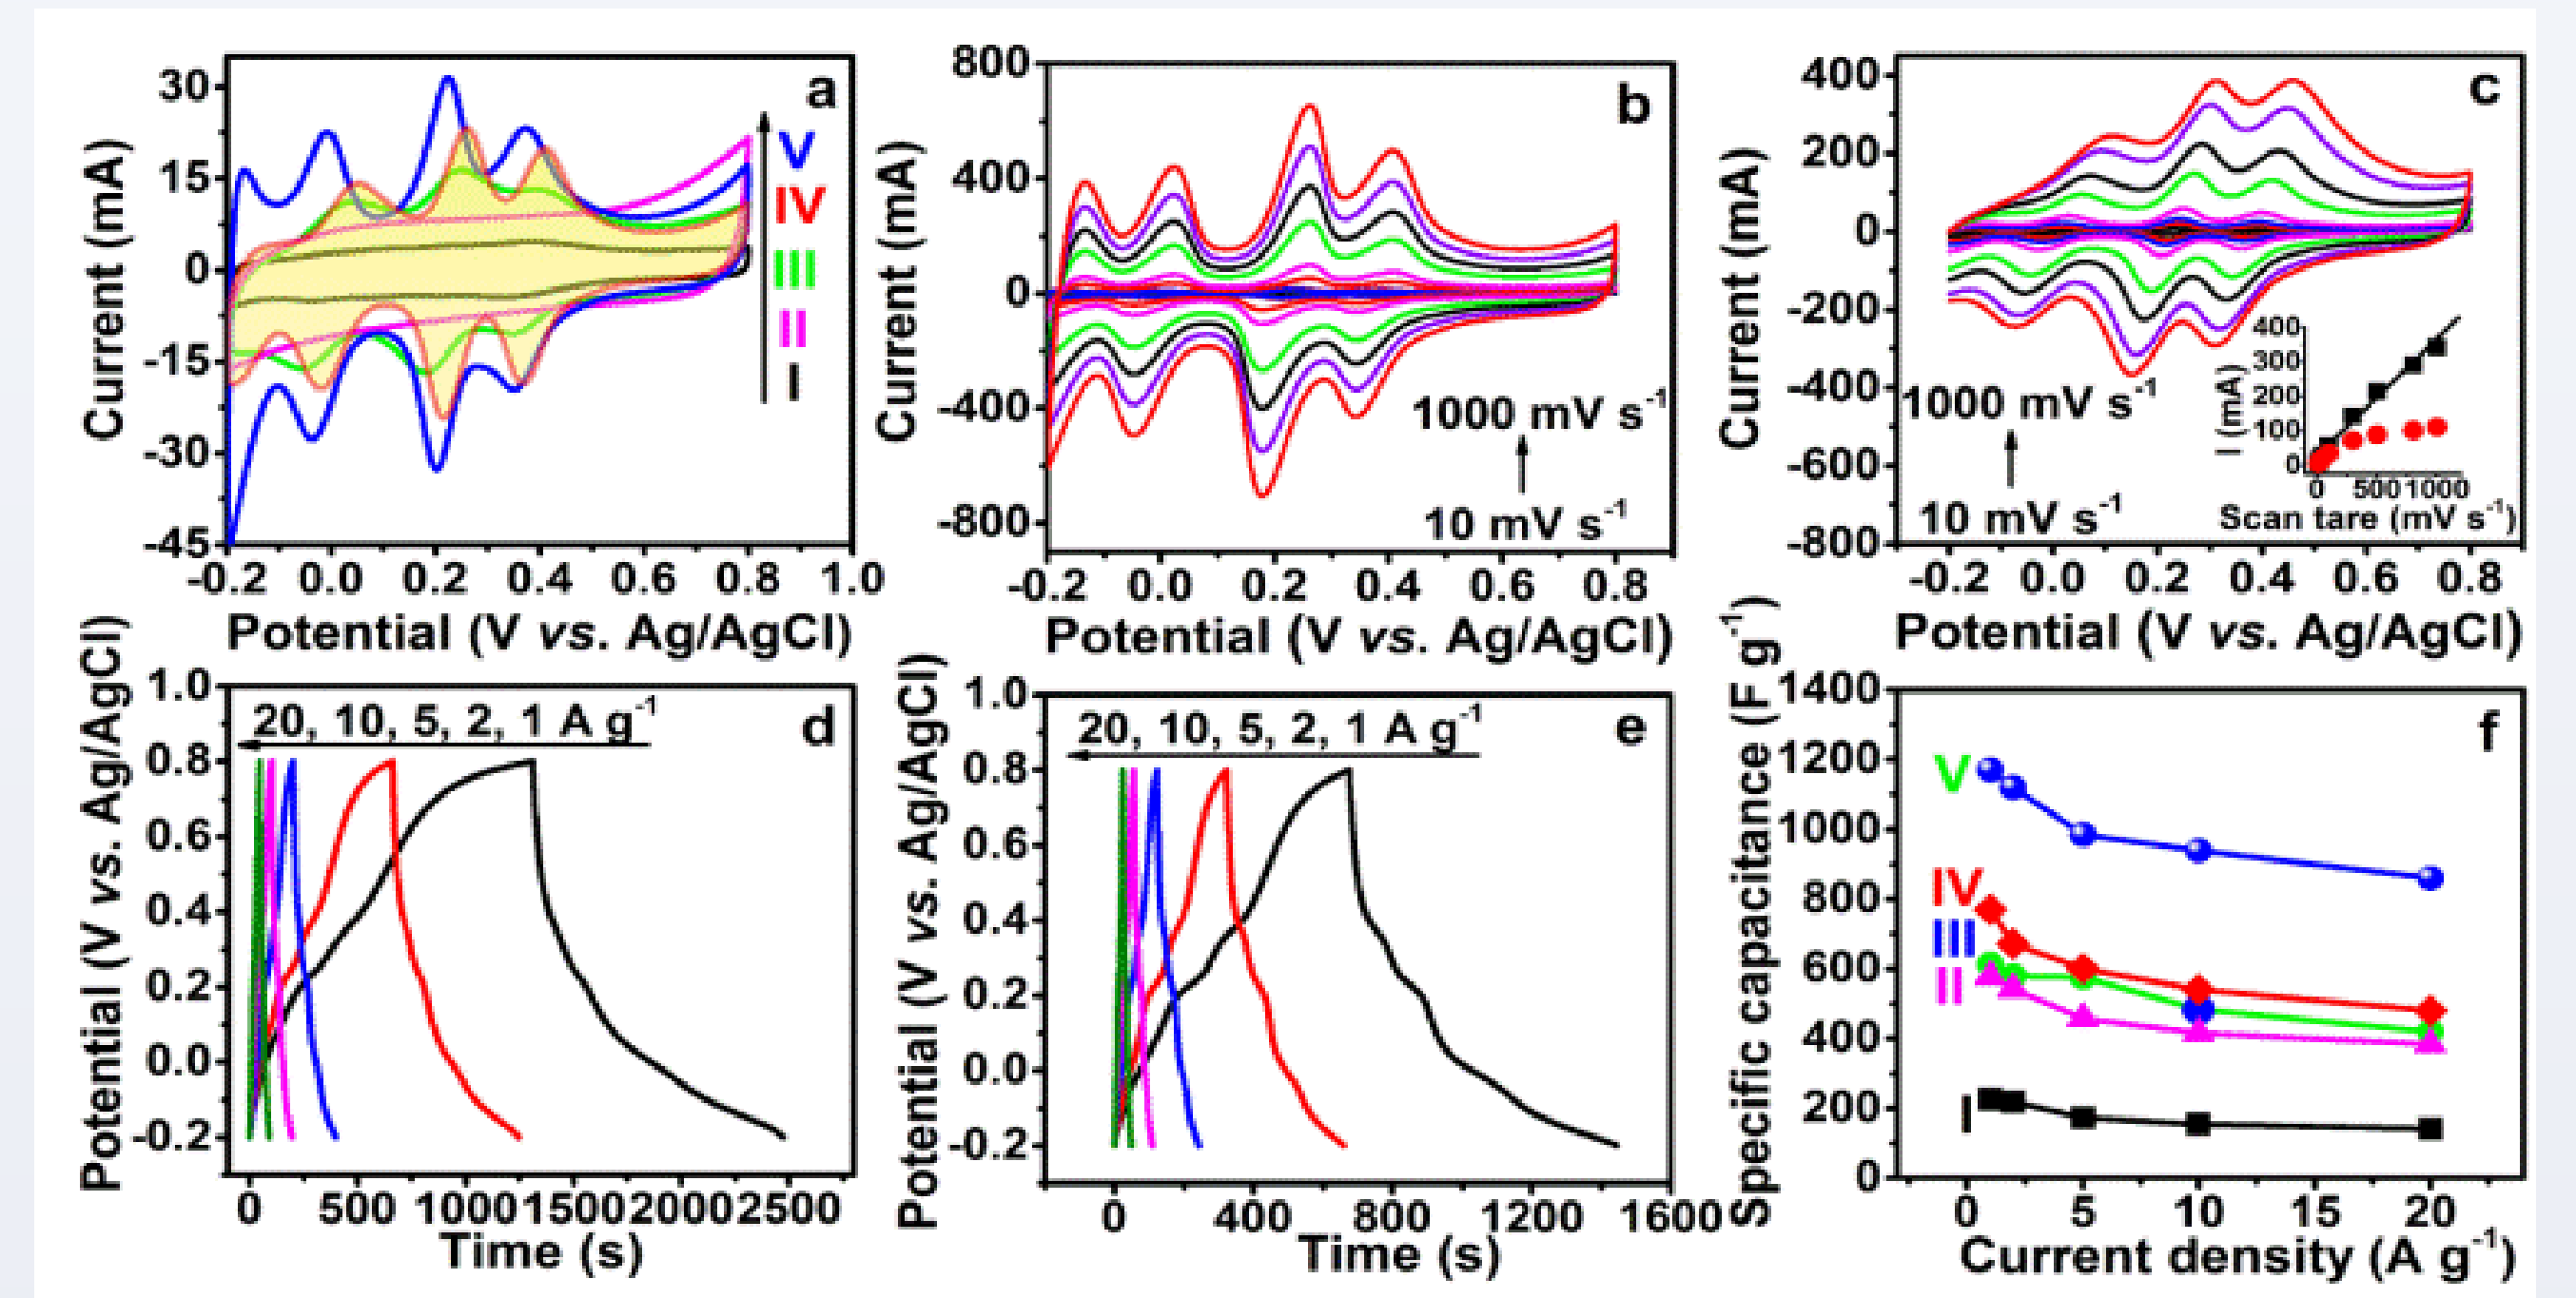 a
30
15
0
-15
-30
-45
-0.2 0.0 0.2 0.4 0.6 0.8 1.0
Current (mA)
Potential (V vs. Ag/AgCl)
V
IV
III
II
I
b
800
400
0
-400
-800
-0.2 0.0 0.2 0.4 0.6 0.8
Current (mA)
Potential (V vs. Ag/AgCl)
1000 mV s⁻¹
10 mV s⁻¹
c
400
200
0
-200
-400
-600
-800
-0.2 0.0 0.2 0.4 0.6 0.8
Current (mA)
Potential (V vs. Ag/AgCl)
1000 mV s⁻¹
10 mV s⁻¹
400
300
200
100
0
I (mA)
0 500 1000
Scan tare (mV s⁻¹)
d
20, 10, 5, 2, 1 A g⁻¹
1.0
0.8
0.6
0.4
0.2
0.0
-0.2
0 500 1000 1500 2000 2500
Potential (V vs. Ag/AgCl)
Time (s)
e
20, 10, 5, 2, 1 A g⁻¹
1.0
0.8
0.6
0.4
0.2
0.0
-0.2
0 400 800 1200 1600
Potential (V vs. Ag/AgCl)
Time (s)
f
1400
1200
1000
800
600
400
200
0
0 5 10 15 20
Specific capacitance (F g⁻¹)
Current density (A g⁻¹)
V
IV
III
II
I